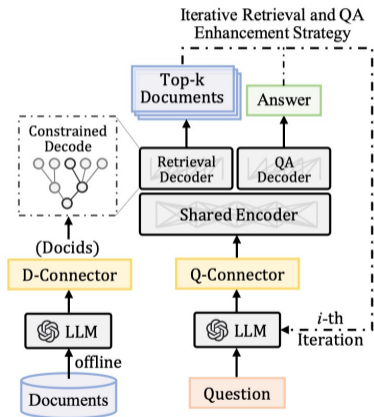 Iterative Retrieval and QA
Enhancement Strategy
Top-k
Documents
Answer
Constrained
Decode
Retrieval
Decoder
QA
Decoder
Shared Encoder
(Docids)
D-Connector
Q-Connector
LLM
LLM
i-th
Iteration
offline
Documents
Question